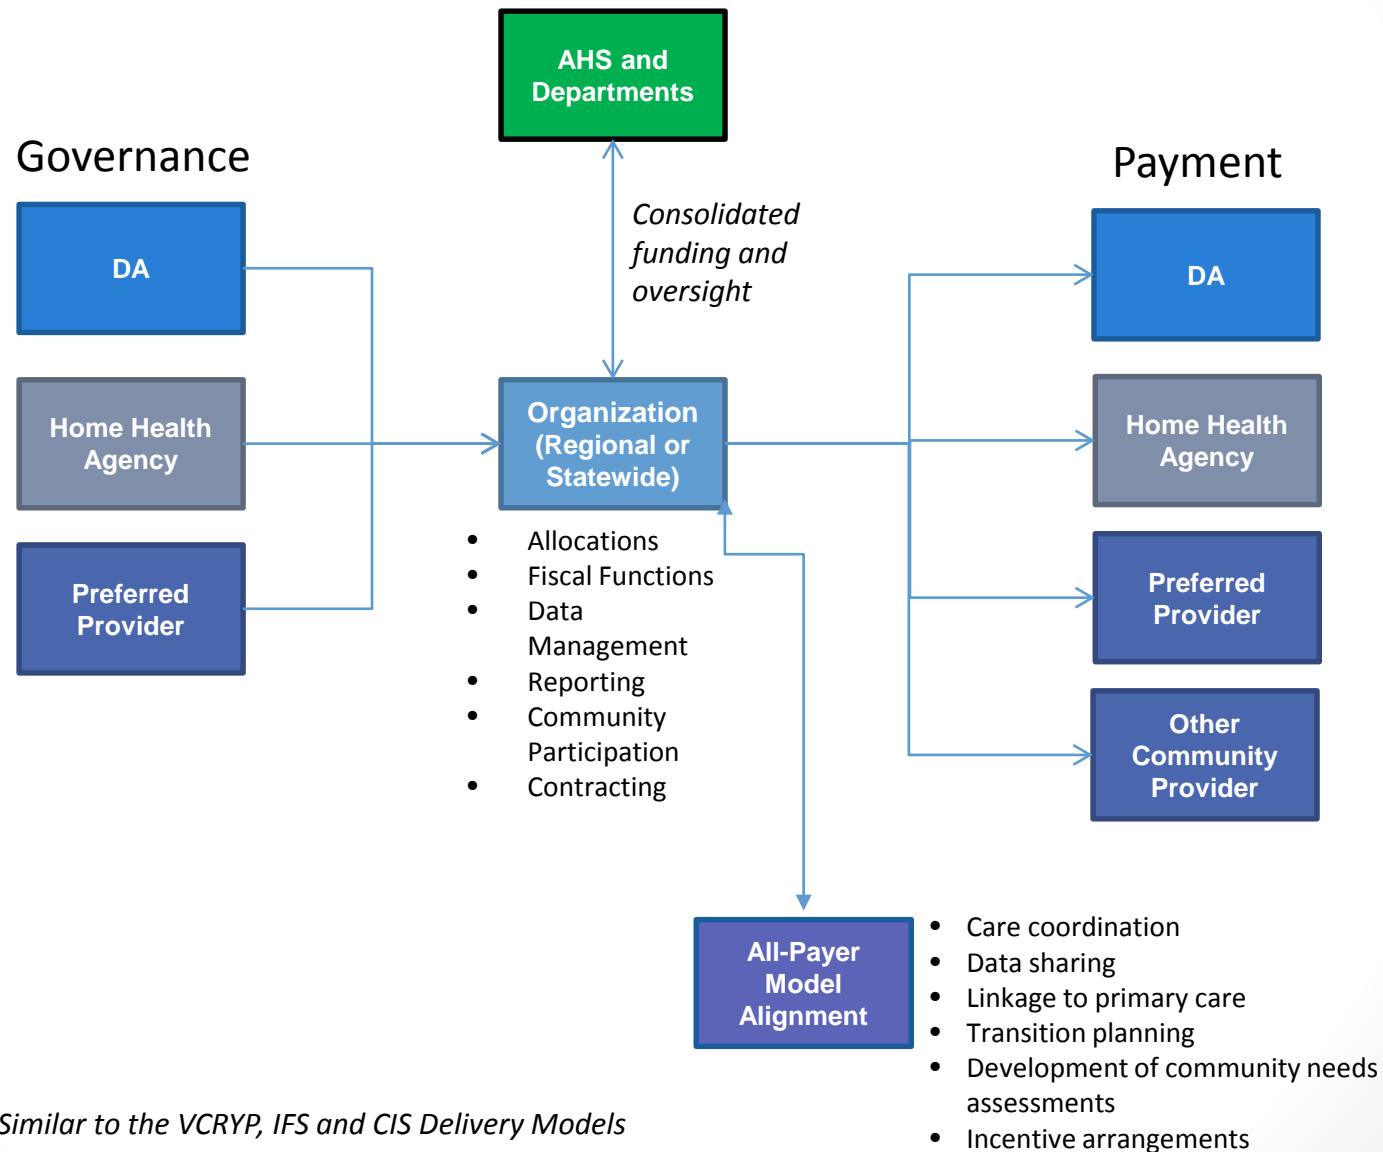 AHS and
Departments
Governance
Payment
DA
Home Health
Agency
Preferred
Provider
Consolidated
funding and
oversight
Organization
(Regional or
Statewide)
• Allocations
• Fiscal Functions
• Data
Management
• Reporting
• Community
Participation
• Contracting
DA
Home Health
Agency
Preferred
Provider
Other
Community
Provider
All-Payer
Model
Alignment
• Care coordination
• Data sharing
• Linkage to primary care
• Transition planning
• Development of community needs
assessments
• Incentive arrangements
Similar to the VCRYP, IFS and CIS Delivery Models